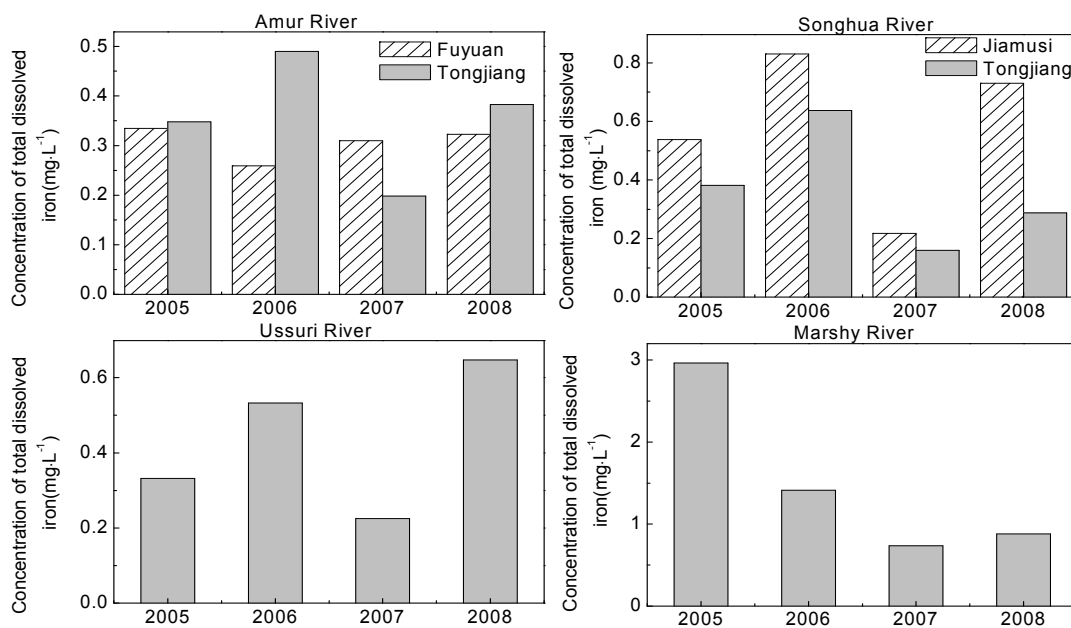 Amur River
Concentration of total dissolved
iron(mg·L⁻¹)
0.5
0.4
0.3
0.2
0.1
0.0
Fuyuan
Tongjiang
2005 2006 2007 2008
Songhua River
Concentration of total dissolved
iron (mg·L⁻¹)
0.8
0.6
0.4
0.2
0.0
Jiamusi
Tongjiang
2005 2006 2007 2008
Ussuri River
Concentration of total dissolved
iron(mg·L⁻¹)
0.6
0.4
0.2
0.0
2005 2006 2007 2008
Marshy River
Concentration of total dissolved
iron(mg·L⁻¹)
3
2
1
0
2005 2006 2007 2008